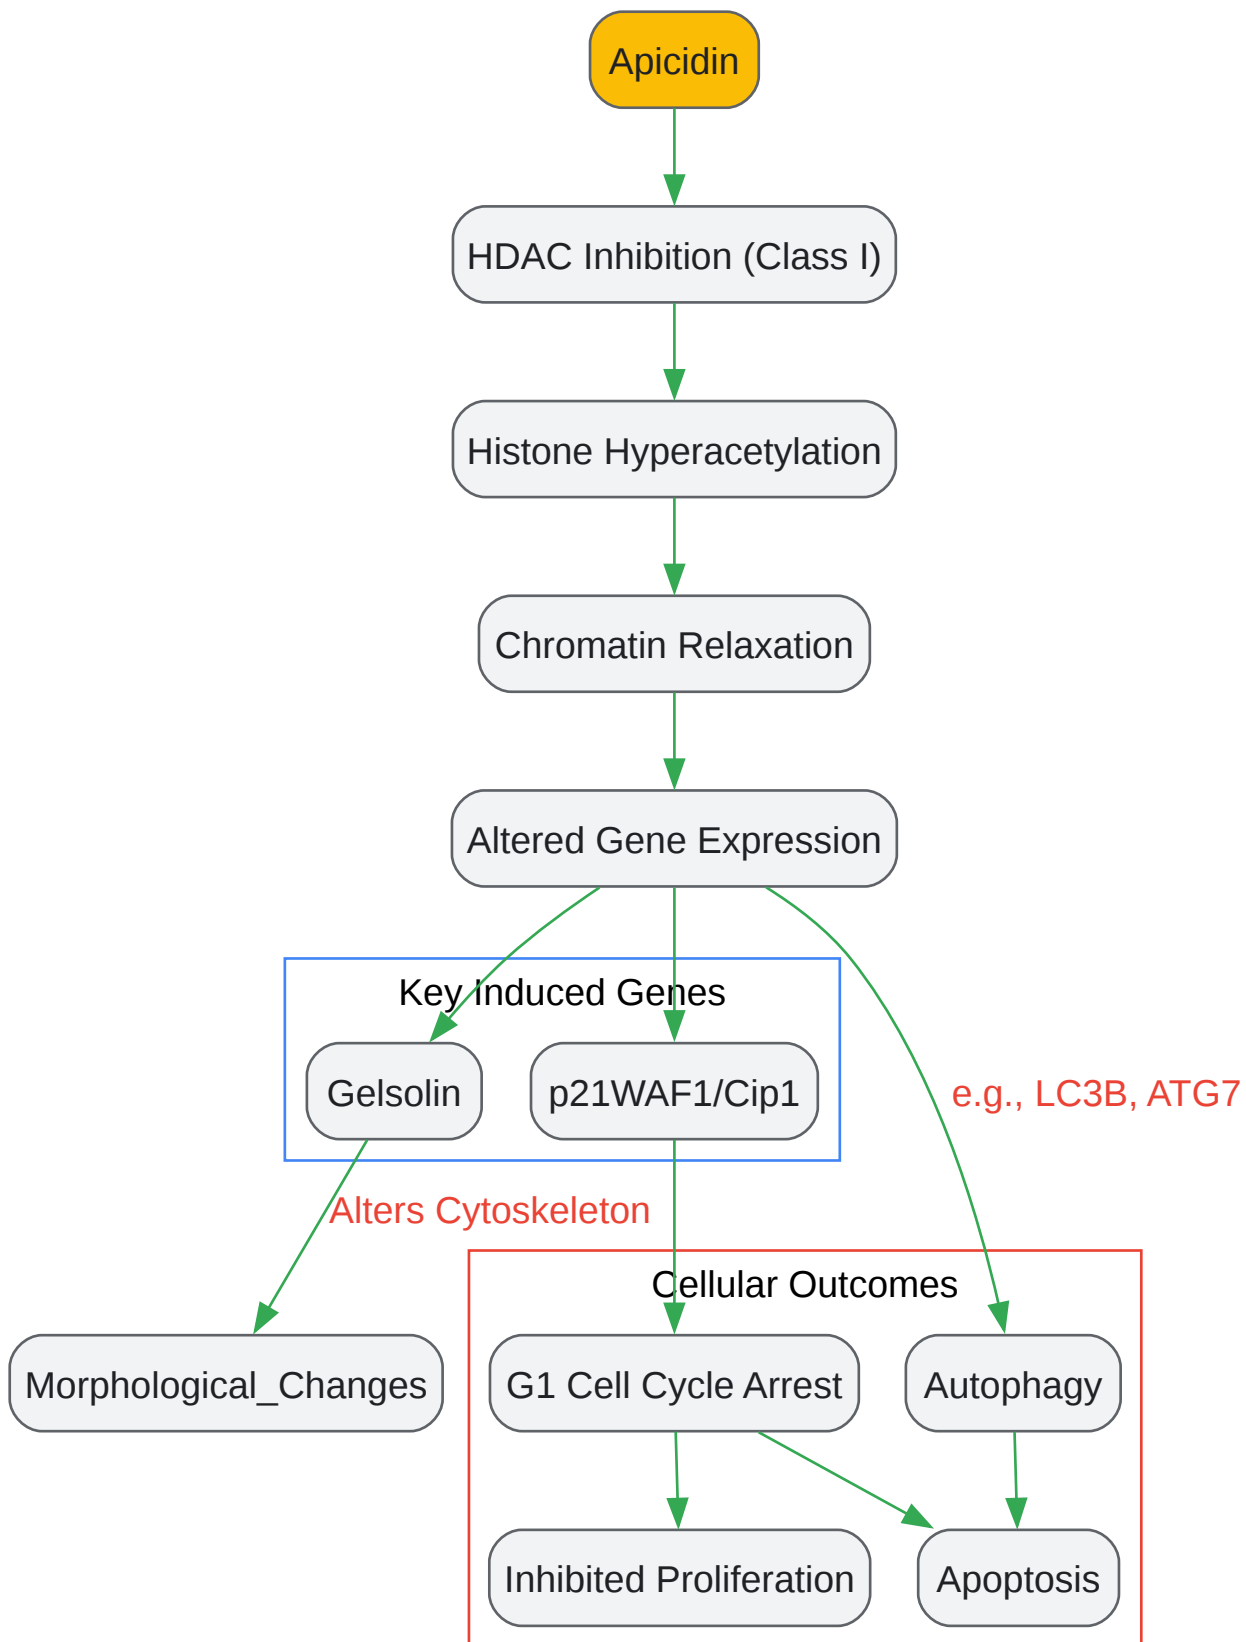 Apicidin
HDAC Inhibition (Class I)
Histone Hyperacetylation
Chromatin Relaxation
Altered Gene Expression
Key Induced Genes
Gelsolin
p21WAF1/Cip1
e.g., LC3B, ATG7
Alters Cytoskeleton
Cellular Outcomes
Morphological_Changes
G1 Cell Cycle Arrest
Autophagy
Inhibited Proliferation
Apoptosis